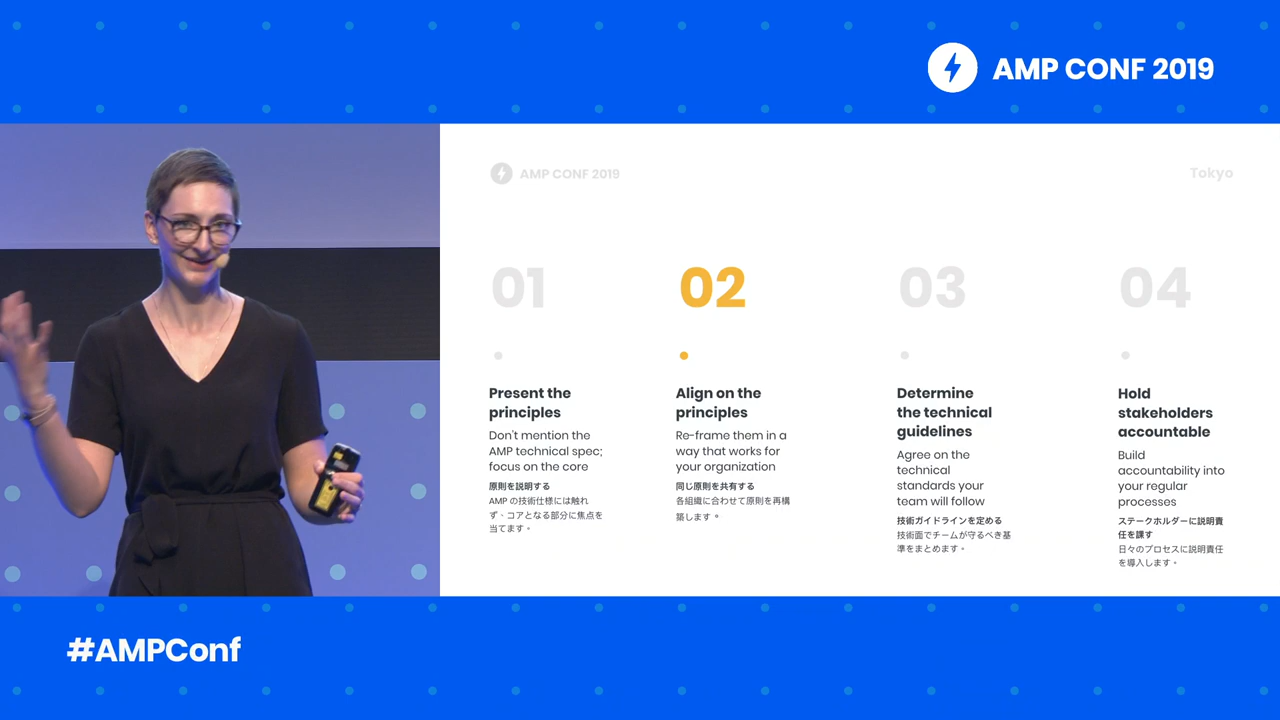 AMP CONF 2019
AMP CONF 2019
Tokyo
01
Present the
principles
Don't mention the
AMP technical spec;
focus on the core
原則を説明する
AMP の技術仕様には触れ
ず、コアとなる部分に焦点を
当てます。
02
Align on the
principles
Re-frame them in a
way that works for
your organization
同じ原則を共有する
各組織に合わせて原則を再構
築します。
03
Determine
the technical
guidelines
Agree on the
technical
standards your
team will follow
技術ガイドラインを定める
技術面でチームが守るべき基
準をまとめます。
04
Hold
stakeholders
accountable
Build
accountability into
your regular
processes
ステークホルダーに説明責
任を課す
日々のプロセスに説明責任
を導入します。
#AMPConf